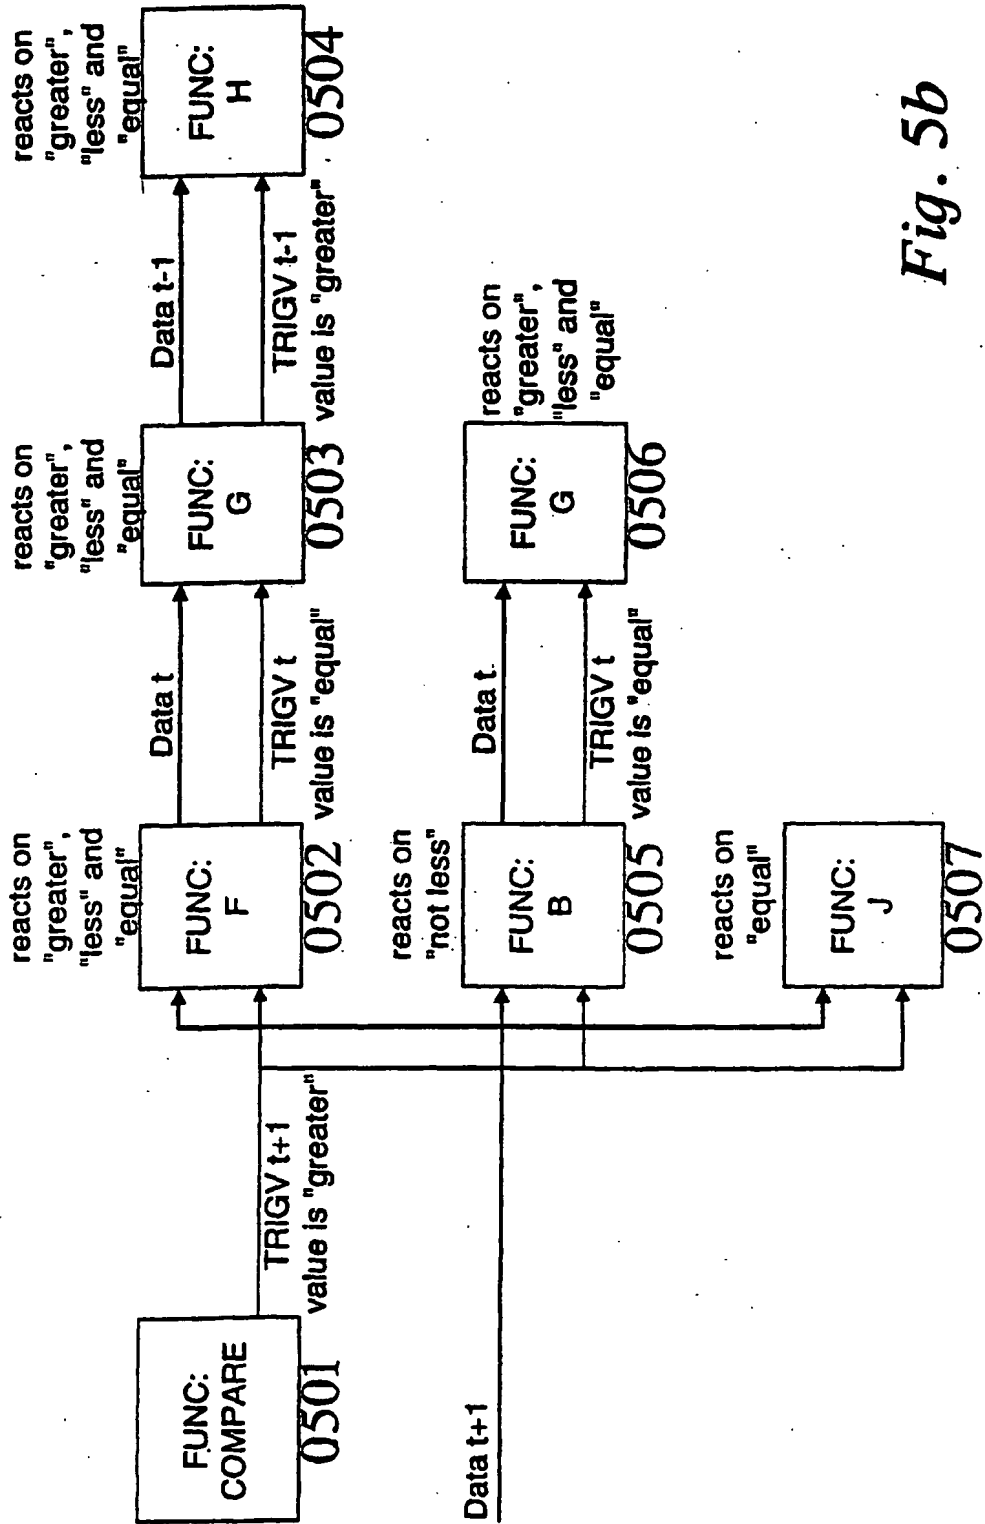 FUNC:
COMPARE
0501
TRIGV t+1
value is "greater"
Data t+1
reacts on
"greater",
"less" and
"equal"
FUNC:
F
0502
Data t
TRIGV t
value is "equal"
reacts on
"greater",
"less" and
"equal"
FUNC:
G
0503
Data t-1
TRIGV t-1
value is "greater"
reacts on
"greater",
"less" and
"equal"
FUNC:
H
0504
reacts on
"not less"
FUNC:
B
0505
Data t
TRIGV t
value is "equal"
reacts on
"greater",
"less" and
"equal"
FUNC:
G
0506
reacts on
"equal"
FUNC:
J
0507
Fig. 5b